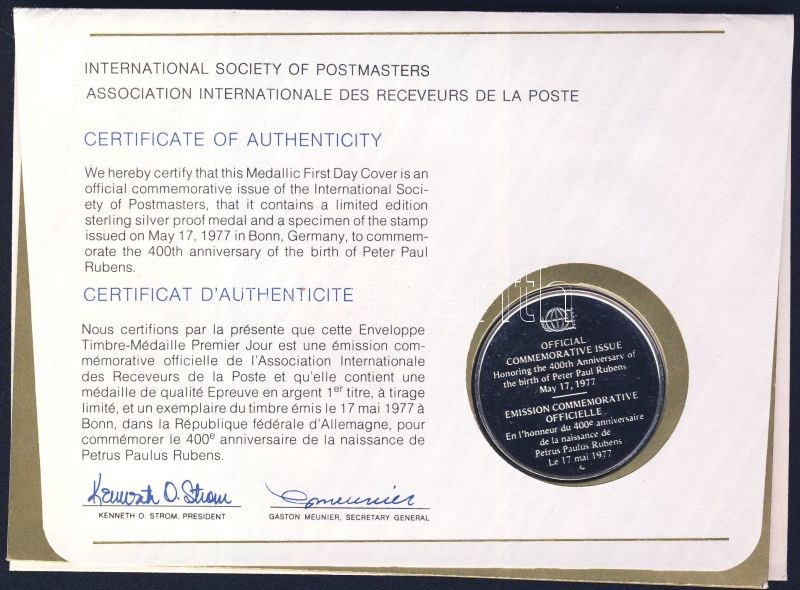 INTERNATIONAL SOCIETY OF POSTMASTERS
ASSOCIATION INTERNATIONALE DES RECEVEURS DE LA POSTE
CERTIFICATE OF AUTHENTICITY
We hereby certify that this Medallic First Day Cover is an
official commemorative issue of the International Soci-
ety of Postmasters, that it contains a limited edition
sterling silver proof medal and a specimen of the stamp
issued on May 17, 1977 in Bonn, Germany, to commem-
orate the 400th anniversary of the birth of Peter Paul
Rubens.
CERTIFICAT D'AUTHENTICITE
Nous certifions par la présente que cette Enveloppe
Timbre-Médaille Premier Jour est une émission com-
mémorative officielle de l'Association Internationale
des Receveurs de la Poste et qu'elle contient une
médaille de qualité Epreuve en argent 1er titre, à tirage
limité, et un exemplaire du timbre émis le 17 mai 1977 à
Bonn, dans la République fédérale d'Allemagne, pour
commémorer le 400e anniversaire de la naissance de
Petrus Paulus Rubens.
Kenneth O. Strom
KENNETH O. STROM, PRESIDENT
GMeunier
GASTON MEUNIER, SECRETARY GENERAL
OFFICIAL
COMMEMORATIVE ISSUE
Honoring the 400th Anniversary of
the birth of Peter Paul Rubens
May 17, 1977
EMISSION COMMEMORATIVE
OFFICIELLE
En l'honneur du 400e anniversaire
de la naissance de
Petrus Paulus Rubens
Le 17 mai 1977